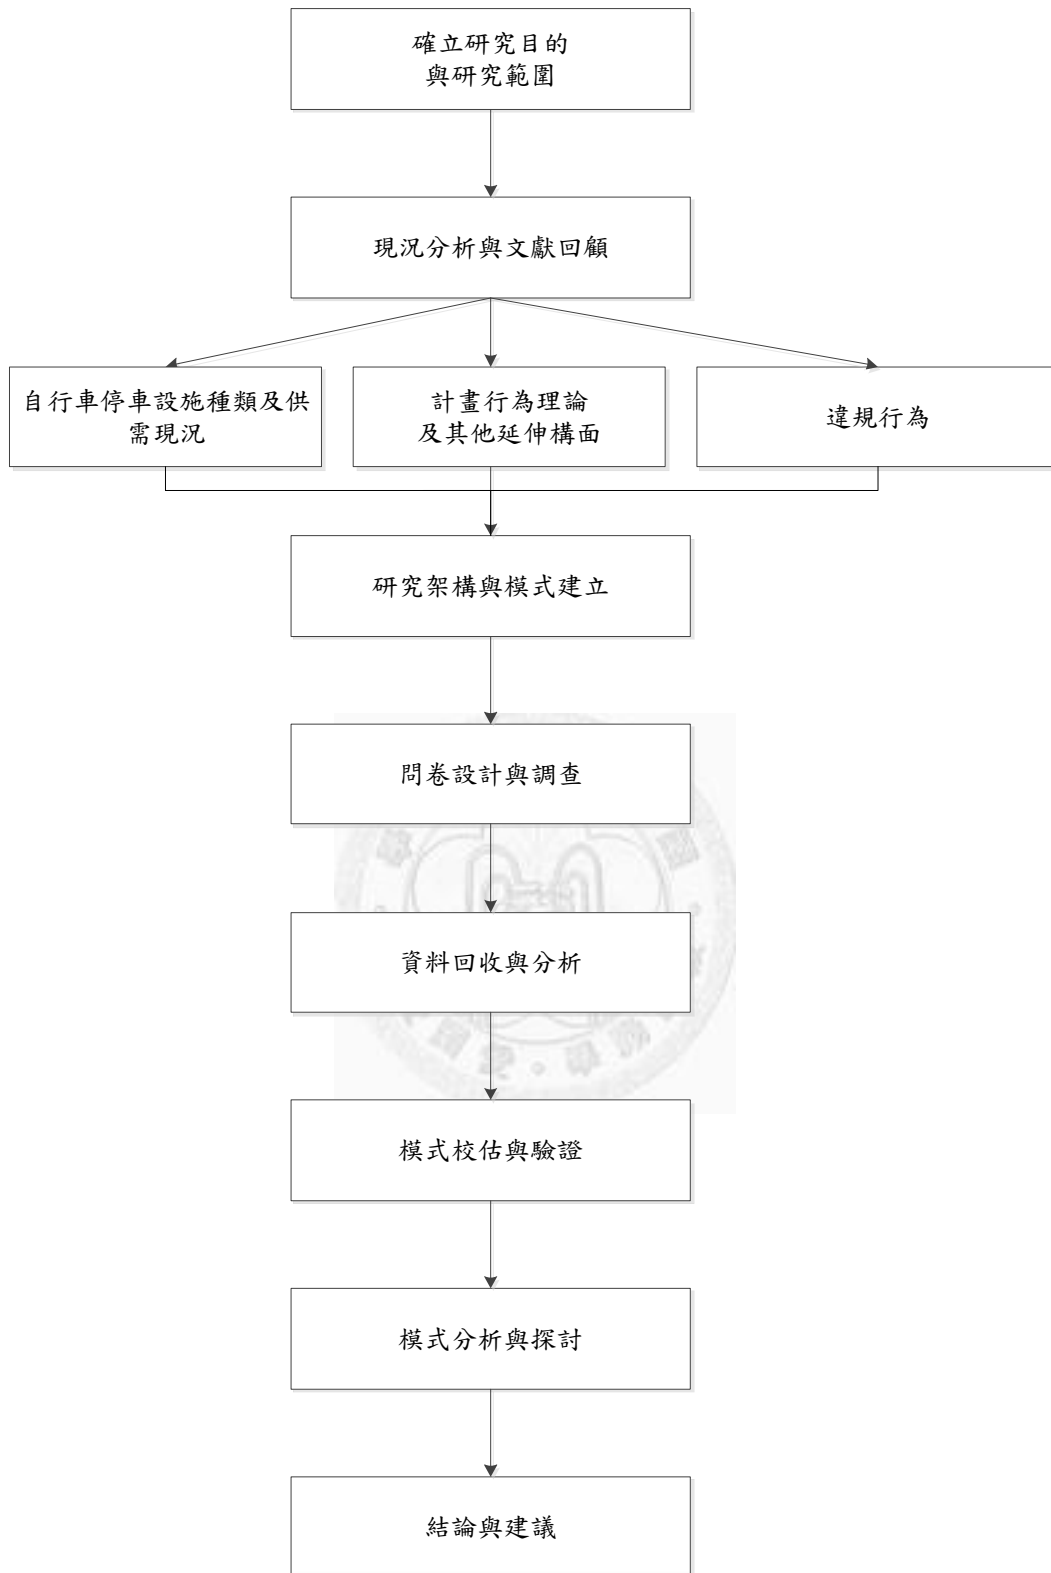 確立研究目的
與研究範圍
現況分析與文獻回顧
自行車停車設施種類及供
需現況
計畫行為理論
及其他延伸構面
違規行為
研究架構與模式建立
問卷設計與調查
資料回收與分析
模式校估與驗證
模式分析與探討
結論與建議